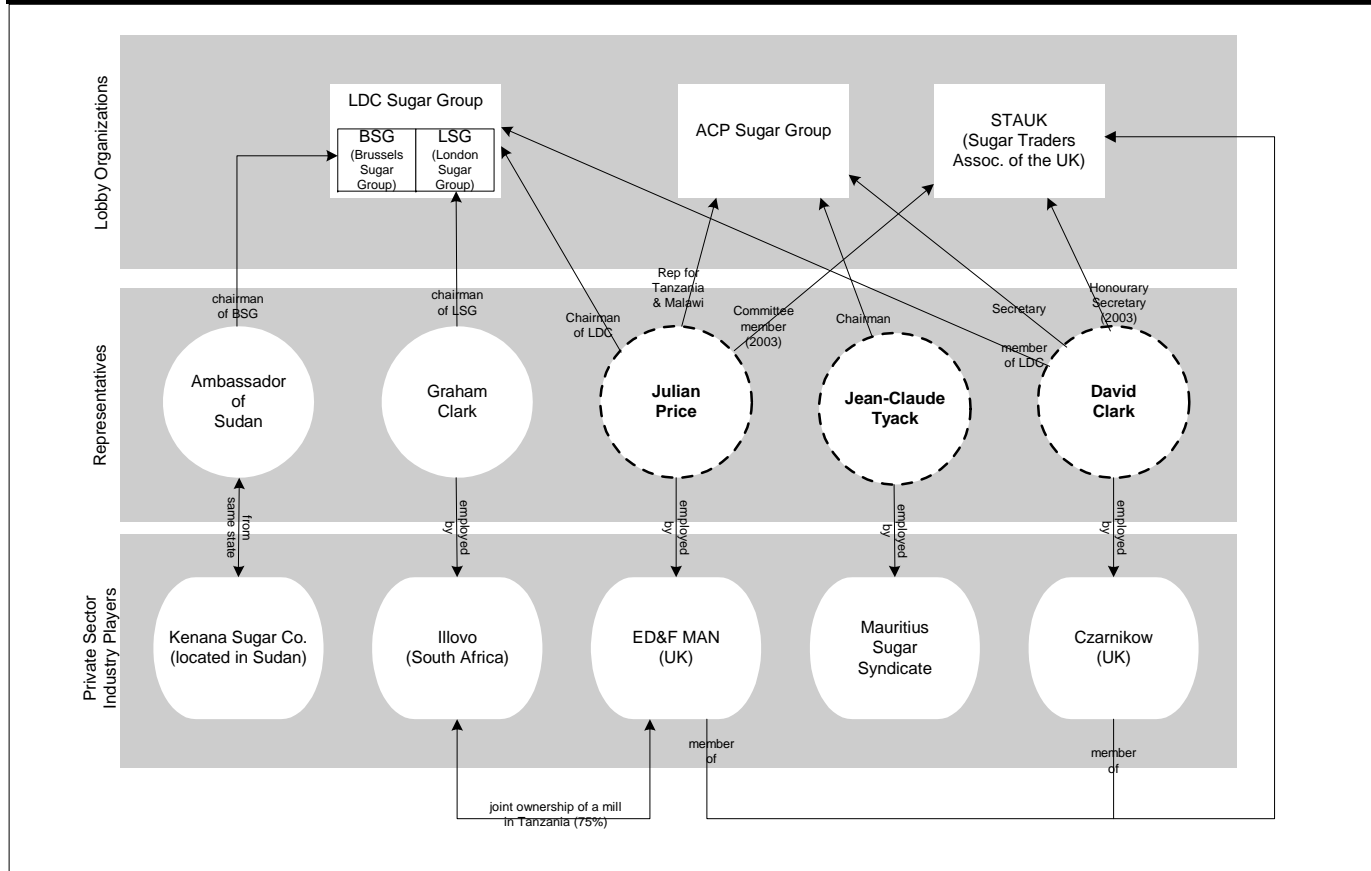 Lobby Organizations
LDC Sugar Group
BSG
(Brussels
Sugar
Group)
LSG
(London
Sugar
Group)
ACP Sugar Group
STAUK
(Sugar Traders
Assoc. of the UK)
Representatives
chairman
of BSG
chairman
of LSG
Chairman
of LDC
Rep for
Tanzania
& Malawi
Committee
member
(2003)
Chairman
Secretary
member
of LDC
Honourary
Secretary
(2003)
Ambassador
of
Sudan
Graham
Clark
Julian
Price
Jean-Claude
Tyack
David
Clark
from
same state
employed
by
employed
by
employed
by
employed
by
Private Sector
Industry Players
Kenana Sugar Co.
(located in Sudan)
Illovo
(South Africa)
ED&F MAN
(UK)
Mauritius
Sugar
Syndicate
Czarnikow
(UK)
member
of
member
of
joint ownership of a mill
in Tanzania (75%)